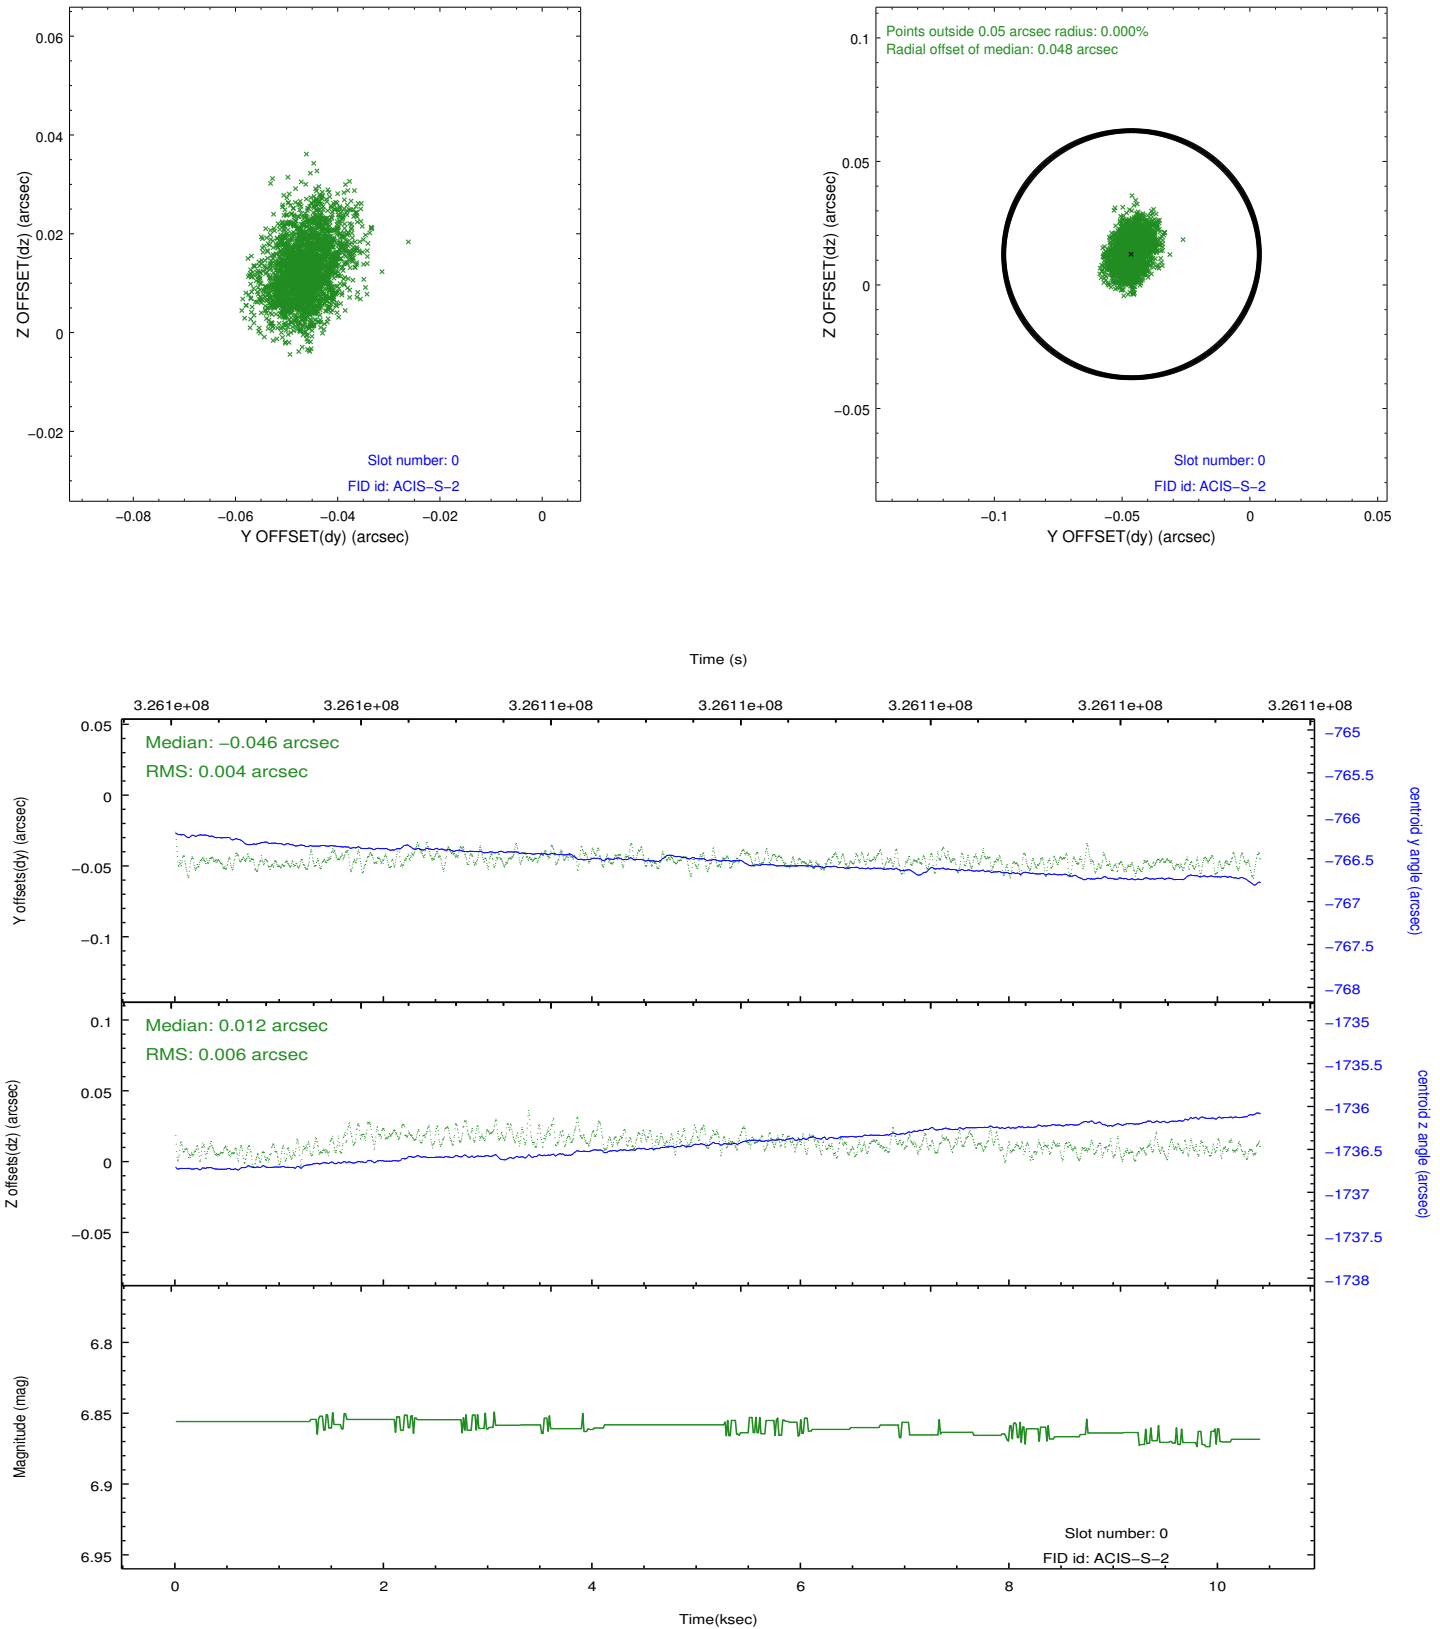 0.06
0.04
0.02
0
−0.02
Z OFFSET(dz) (arcsec)
Slot number: 0
FID id: ACIS−S−2
−0.08
−0.06
−0.04
−0.02
0
Y OFFSET(dy) (arcsec)
Points outside 0.05 arcsec radius: 0.000%
Radial offset of median: 0.048 arcsec
0.1
0.05
0
−0.05
Z OFFSET(dz) (arcsec)
Slot number: 0
FID id: ACIS−S−2
−0.1
−0.05
0
0.05
Y OFFSET(dy) (arcsec)
Time (s)
3.261e+08
3.261e+08
3.2611e+08
3.2611e+08
3.2611e+08
3.2611e+08
3.2611e+08
Median: −0.046 arcsec
RMS: 0.004 arcsec
0.05
0
−0.05
−0.1
Y offsets(dy) (arcsec)
−765
−765.5
−766
−766.5
−767
−767.5
−768
centroid y angle (arcsec)
Median: 0.012 arcsec
RMS: 0.006 arcsec
0.1
0.05
0
−0.05
Z offsets(dz) (arcsec)
−1735
−1735.5
−1736
−1736.5
−1737
−1737.5
−1738
centroid z angle (arcsec)
6.8
6.85
6.9
6.95
Magnitude (mag)
Slot number: 0
FID id: ACIS−S−2
0
2
4
6
8
10
Time(ksec)